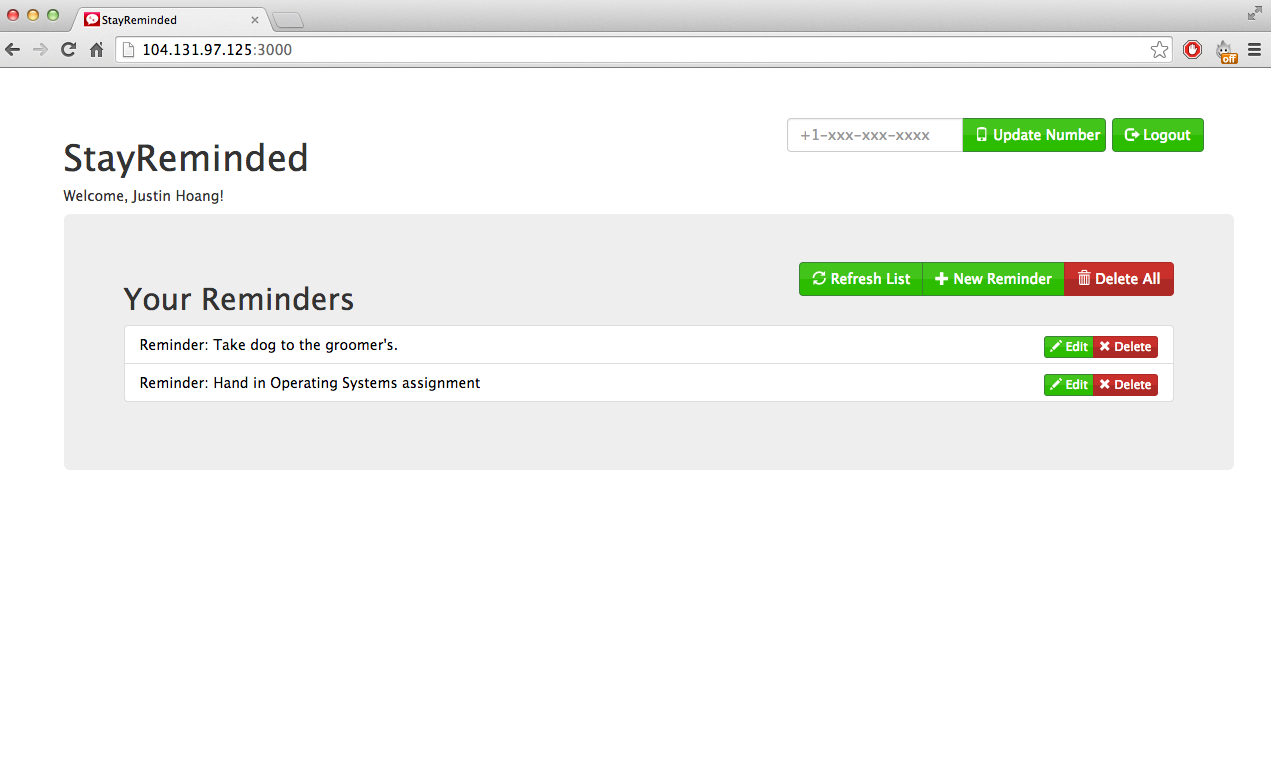 StayReminded
104.131.97.125:3000
off
+1-xxx-xxx-xxxx Update Number Logout
StayReminded
Welcome, Justin Hoang!
Refresh List New Reminder Delete All
Your Reminders
Reminder: Take dog to the groomer's. Edit Delete
Reminder: Hand in Operating Systems assignment Edit Delete